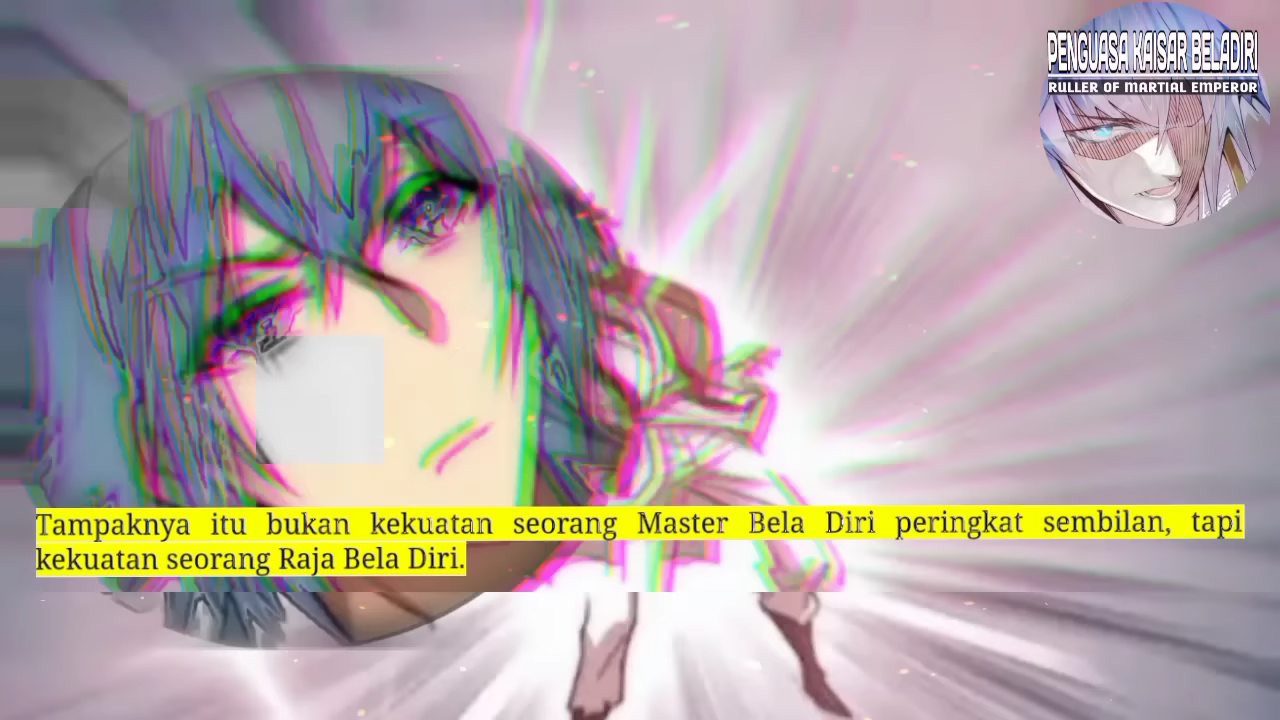 PENGUASA KAISAR BELADIRI
RULLER OF MARTIAL EMPEROR
Tampaknya itu bukan kekuatan seorang Master Bela Diri peringkat sembilan, tapi
kekuatan seorang Raja Bela Diri.